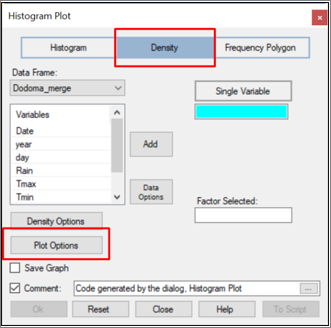 Histogram Plot
Histogram Density Frequency Polygon
Data Frame:
Dodoma_merge
Single Variable
Variables
Date
year
day
Rain
Tmax
Tmin
Add
Data
Options
Factor Selected:
Density Options
Plot Options
Save Graph
Comment: Code generated by the dialog, Histogram Plot ...
Ok Reset Close Help To Script